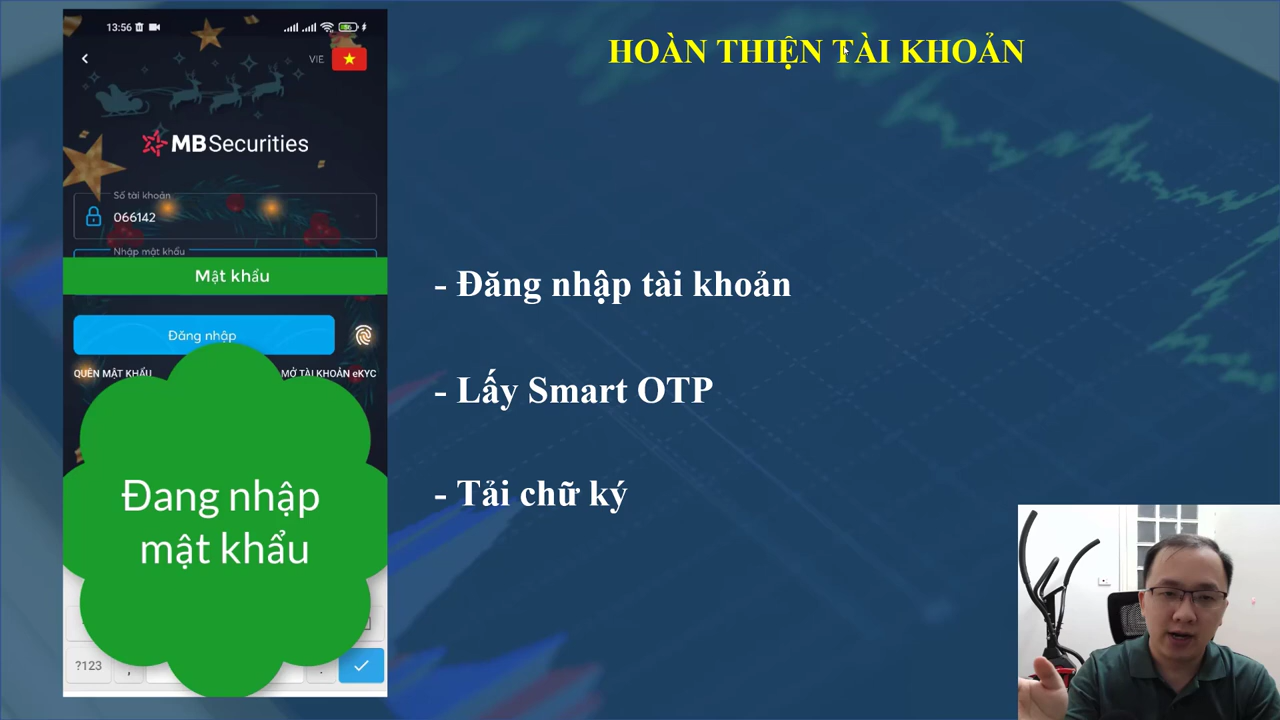 13:56
VIE
MBSecurities
Số tài khoản
066142
Nhập mật khẩu
Mật khẩu
Đăng nhập
QUÊN MẬT KHẨU
MỞ TÀI KHOẢN eKYC
Đang nhập
mật khẩu
?123
,
.
HOÀN THIỆN TÀI KHOẢN
- Đăng nhập tài khoản
- Lấy Smart OTP
- Tải chữ ký